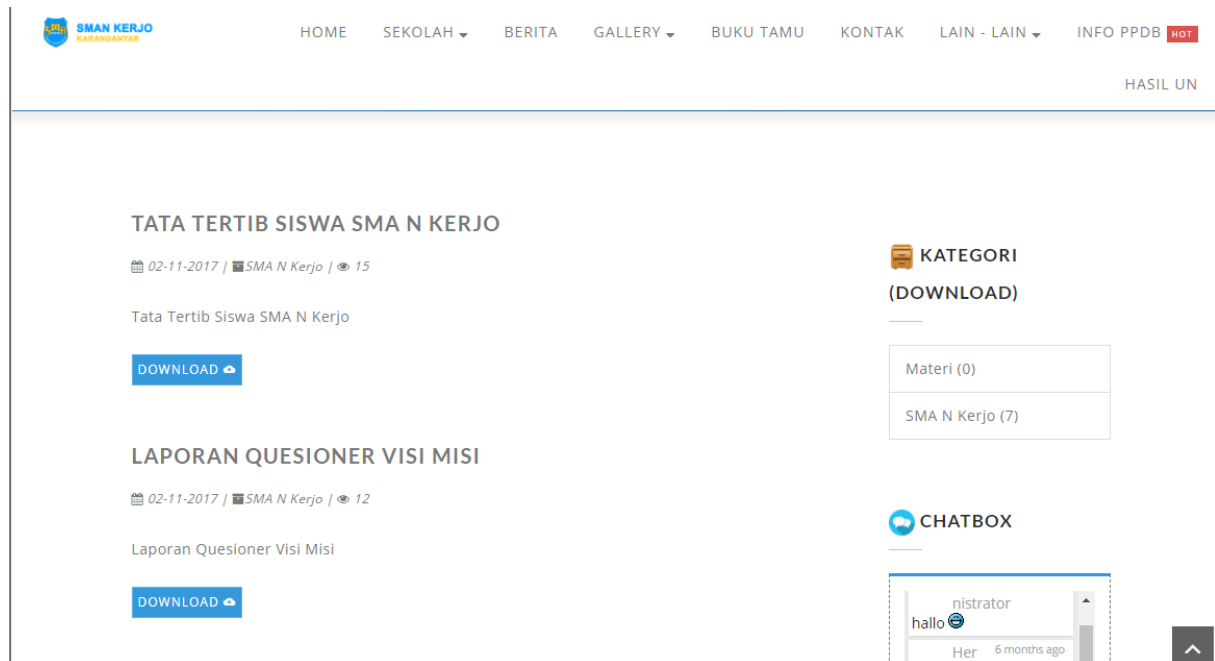 SMAN KERJO
KARANGANYAR
HOME SEKOLAH BERITA GALLERY BUKU TAMU KONTAK LAIN - LAIN INFO PPDB HOT
HASIL UN
TATA TERTIB SISWA SMA N KERJO
02-11-2017 | SMA N Kerjo | 15
Tata Tertib Siswa SMA N Kerjo
DOWNLOAD
LAPORAN QUESIONER VISI MISI
02-11-2017 | SMA N Kerjo | 12
Laporan Quesioner Visi Misi
DOWNLOAD
KATEGORI
(DOWNLOAD)
Materi (0)
SMA N Kerjo (7)
CHATBOX
nistrator
hallo
Her 6 months ago